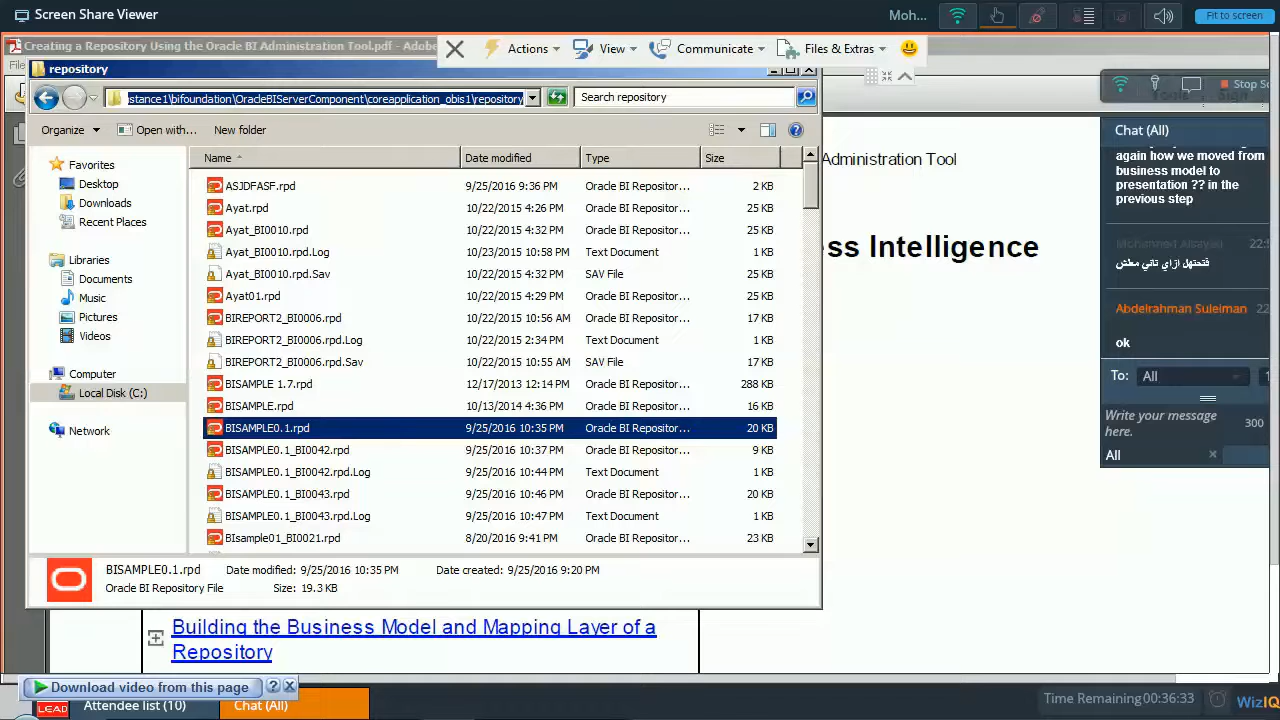 Screen Share Viewer
Moh...
Fit to screen
Creating a Repository Using the Oracle BI Administration Tool.pdf - Adobe
Actions
View
Communicate
Files & Extras
repository
Stop Sc
stance1\bifoundation\OracleBIServerComponent\coreapplication_obis1\repository
Search repository
Organize
Open with...
New folder
Chat (All)
Name
Date modified
Type
Size
Administration Tool
again how we moved from
business model to
presentation ?? in the
previous step
Favorites
Desktop
Downloads
Recent Places
Libraries
Documents
Music
Pictures
Videos
Computer
Local Disk (C:)
Network
ASJDFASF.rpd 9/25/2016 9:36 PM Oracle BI Repositor... 2 KB
Ayat.rpd 10/22/2015 4:26 PM Oracle BI Repositor... 25 KB
Ayat_BI0010.rpd 10/22/2015 4:32 PM Oracle BI Repositor... 25 KB
Ayat_BI0010.rpd.Log 10/23/2015 10:58 PM Text Document 1 KB
Ayat_BI0010.rpd.Sav 10/22/2015 4:32 PM SAV File 25 KB
Ayat01.rpd 10/22/2015 4:29 PM Oracle BI Repositor... 25 KB
BIREPORT2_BI0006.rpd 10/22/2015 10:56 AM Oracle BI Repositor... 17 KB
BIREPORT2_BI0006.rpd.Log 10/22/2015 2:34 PM Text Document 1 KB
BIREPORT2_BI0006.rpd.Sav 10/22/2015 10:55 AM SAV File 17 KB
BISAMPLE 1.7.rpd 12/17/2013 12:14 PM Oracle BI Repositor... 288 KB
BISAMPLE.rpd 10/13/2014 4:36 PM Oracle BI Repositor... 16 KB
BISAMPLE0.1.rpd 9/25/2016 10:35 PM Oracle BI Repositor... 20 KB
BISAMPLE0.1_BI0042.rpd 9/25/2016 10:37 PM Oracle BI Repositor... 9 KB
BISAMPLE0.1_BI0042.rpd.Log 9/25/2016 10:44 PM Text Document 1 KB
BISAMPLE0.1_BI0043.rpd 9/25/2016 10:46 PM Oracle BI Repositor... 20 KB
BISAMPLE0.1_BI0043.rpd.Log 9/25/2016 10:47 PM Text Document 1 KB
BIsample01_BI0021.rpd 8/20/2016 9:41 PM Oracle BI Repositor... 23 KB
ss Intelligence
Mohammed Alsayed 22:5
فتحتهل ازاي تاني معلش
Abdelrahman Suleiman 22
ok
To: All
Write your message
here.
300
All
BISAMPLE0.1.rpd Date modified: 9/25/2016 10:35 PM Date created: 9/25/2016 9:20 PM
Oracle BI Repository File Size: 19.3 KB
Building the Business Model and Mapping Layer of a
Repository
Download video from this page
LEAD
Attendee list (10)
Chat (All)
Time Remaining 00:36:33
WizIQ